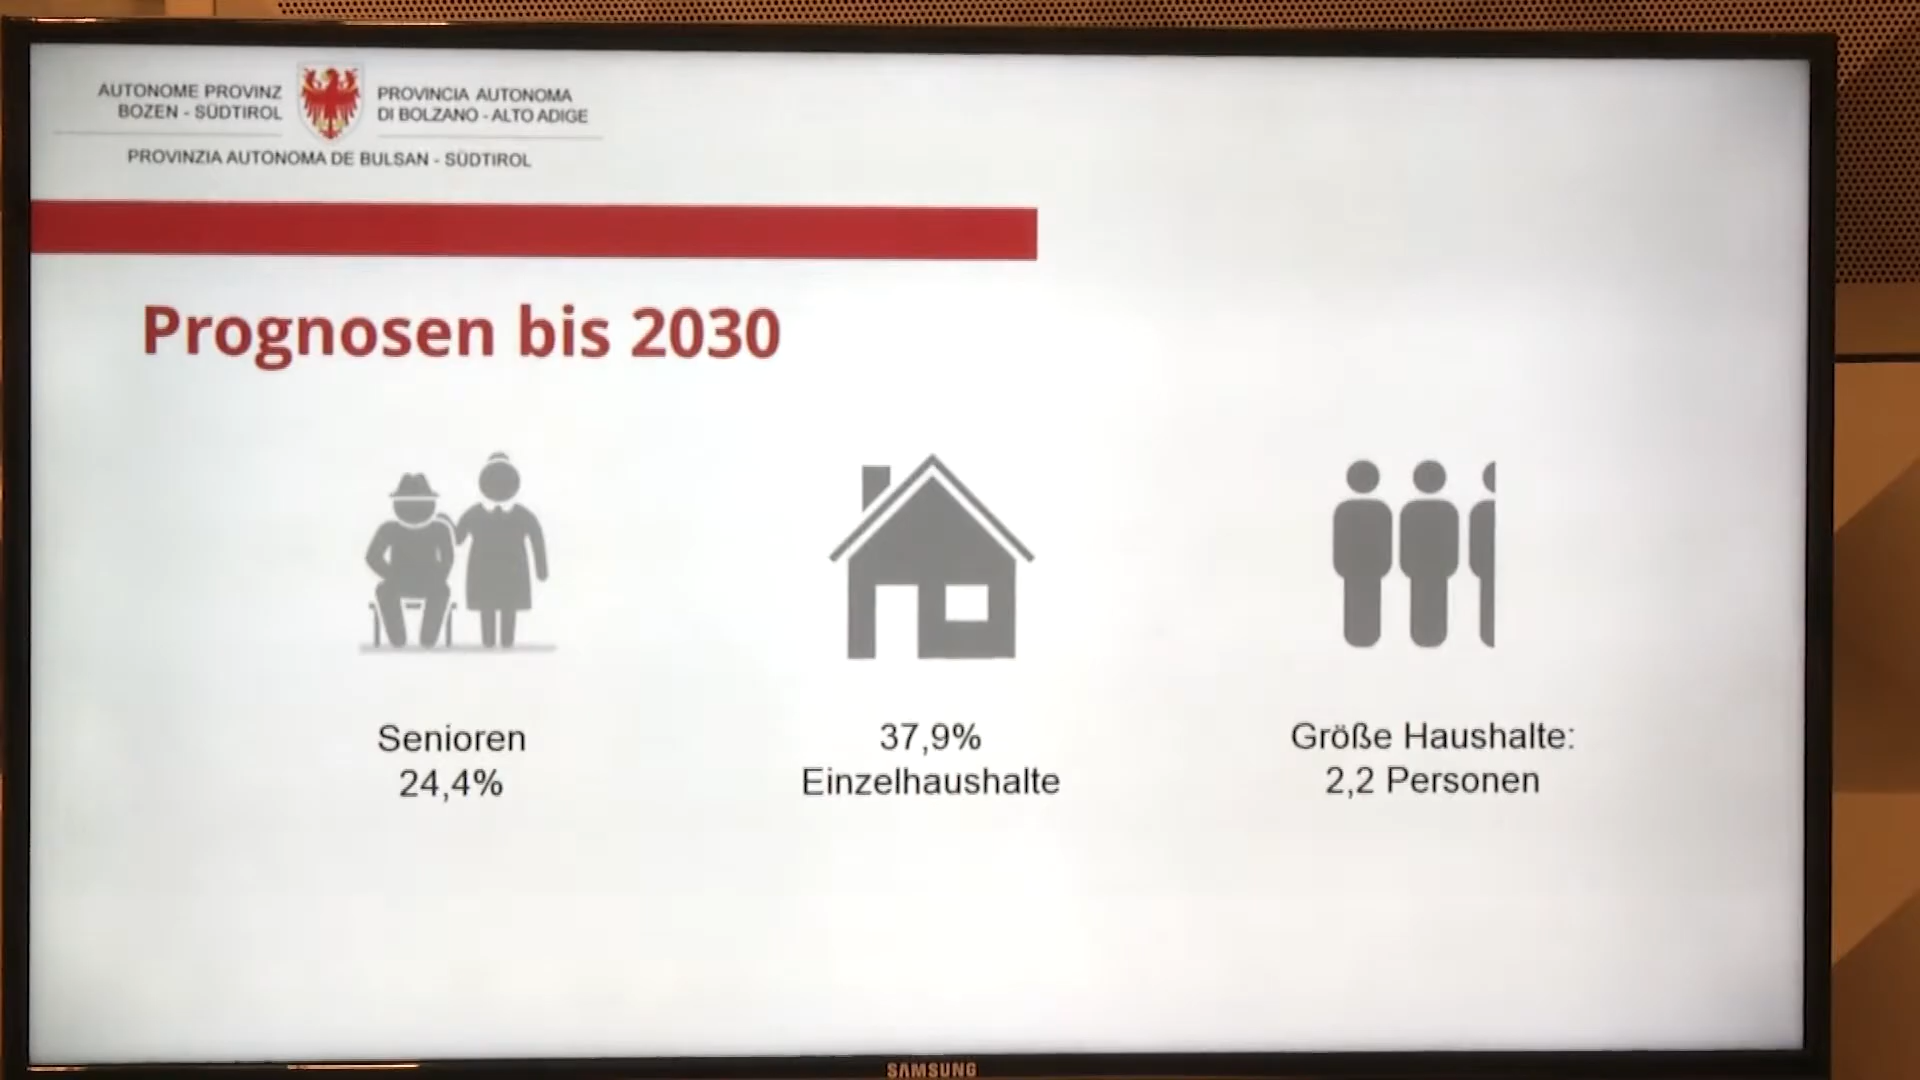 AUTONOME PROVINZ
BOZEN - SÜDTIROL
PROVINCIA AUTONOMA
DI BOLZANO - ALTO ADIGE
PROVINZIA AUTONOMA DE BULSAN - SÜDTIROL
Prognosen bis 2030
Senioren
24,4%
37,9%
Einzelhaushalte
Größe Haushalte:
2,2 Personen
SAMSUNG